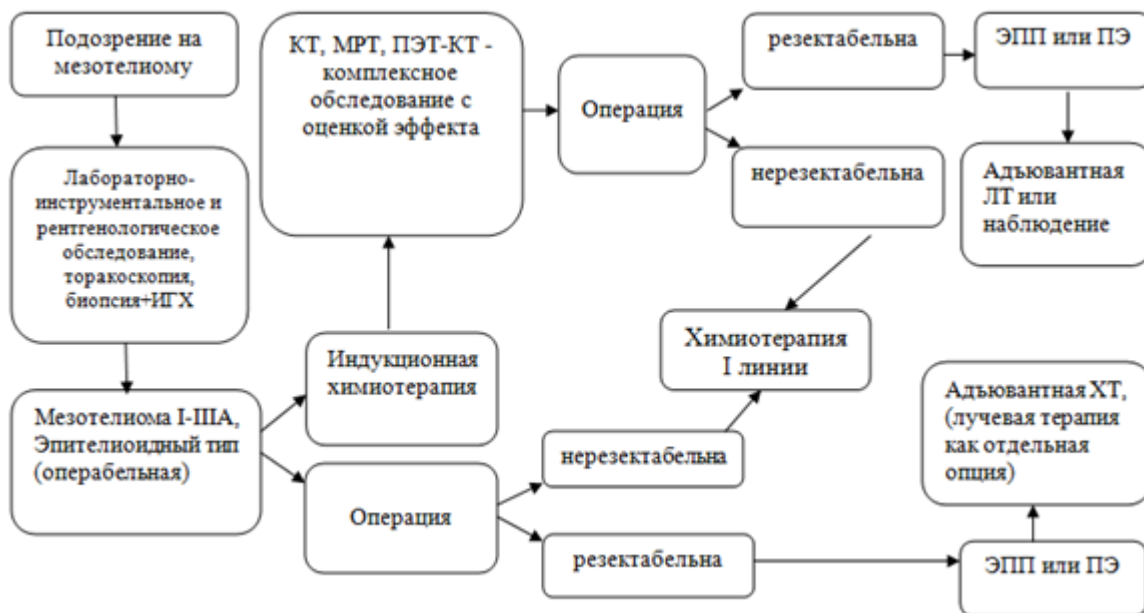 Подозрение на
мезотелиому
Лабораторно-
инструментальное и
рентгенологическое
обследование,
торакоскопия,
биопсия+ИГХ
Мезотелиома I-IIIA,
Эпителиоидный тип
(операбельная)
Индукционная
химиотерапия
КТ, МРТ, ПЭТ-КТ -
комплексное
обследование с
оценкой эффекта
Операция
резектабельна
ЭПП или ПЭ
Адъювантная
ЛТ или
наблюдение
нерезектабельна
Химиотерапия
I линии
Операция
нерезектабельна
резектабельна
ЭПП или ПЭ
Адъювантная ХТ,
(лучевая терапия
как отдельная
опция)